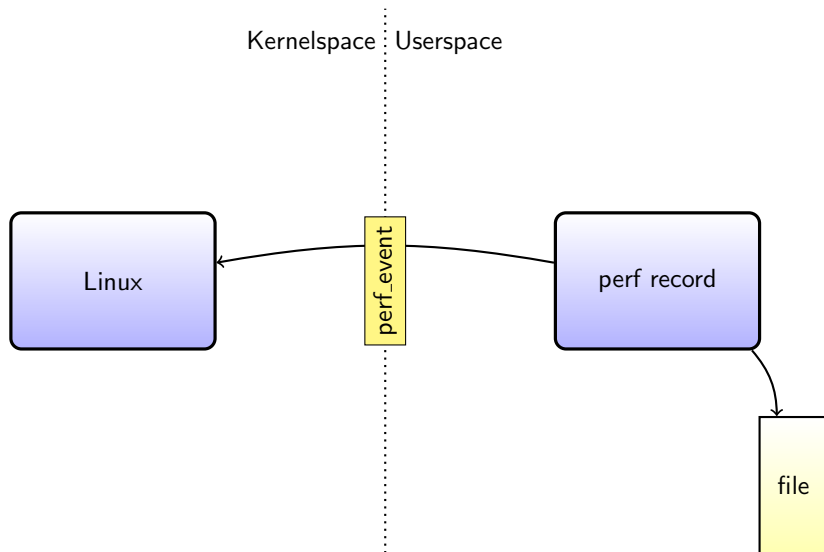 Kernelspace
Userspace
Linux
perf_event
perf record
file